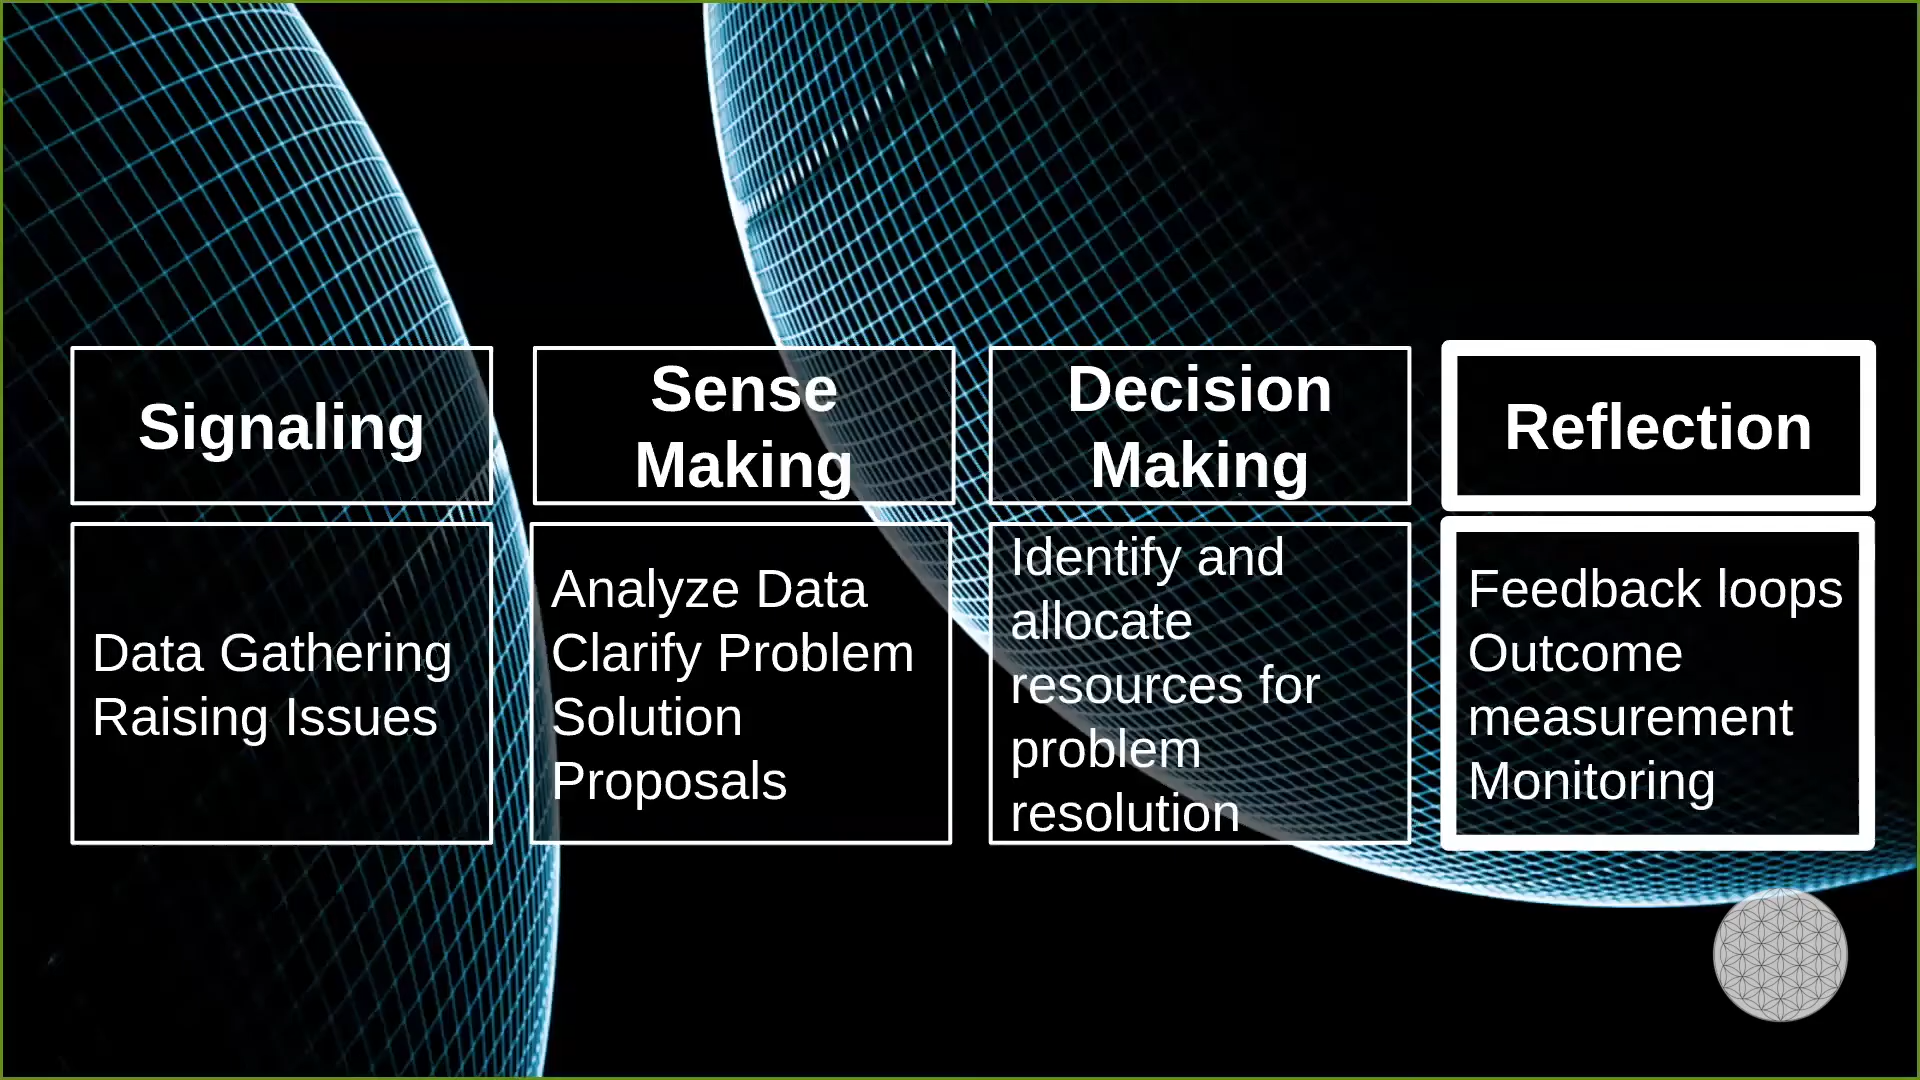 Signaling
Sense
Making
Decision
Making
Reflection
Data Gathering
Raising Issues
Analyze Data
Clarify Problem
Solution
Proposals
Identify and
allocate
resources for
problem
resolution
Feedback loops
Outcome
measurement
Monitoring